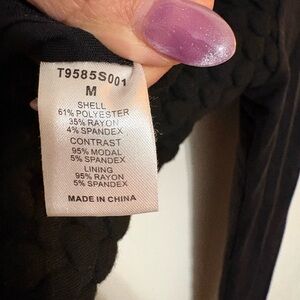 T9585S001
M
SHELL
61% POLYESTER
35% RAYON
4% SPANDEX
CONTRAST
95% MODAL
5% SPANDEX
LINING
95% RAYON
5% SPANDEX
MADE IN CHINA